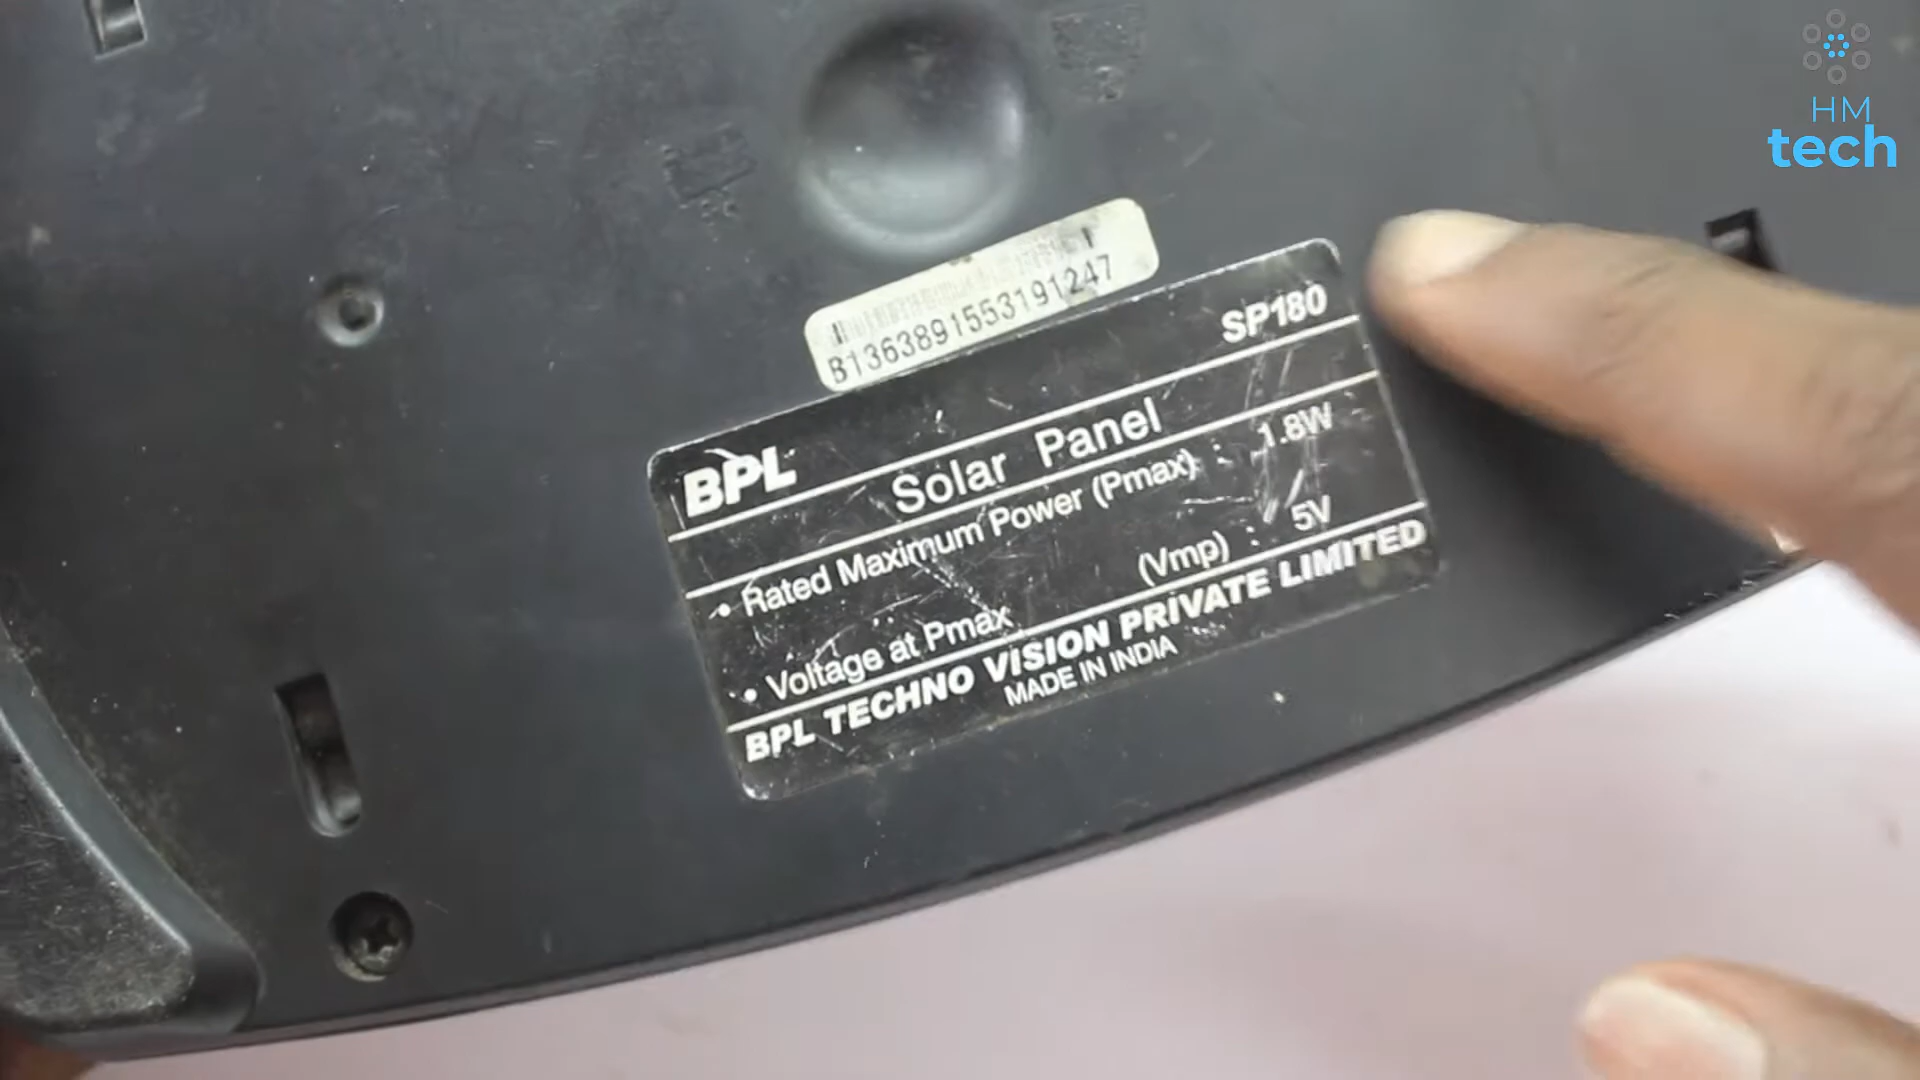 HM
tech
B1363891553191247
BPL SP180
Solar Panel
• Rated Maximum Power (Pmax) : 1.8W
• Voltage at Pmax (Vmp) : 5V
BPL TECHNO VISION PRIVATE LIMITED
MADE IN INDIA